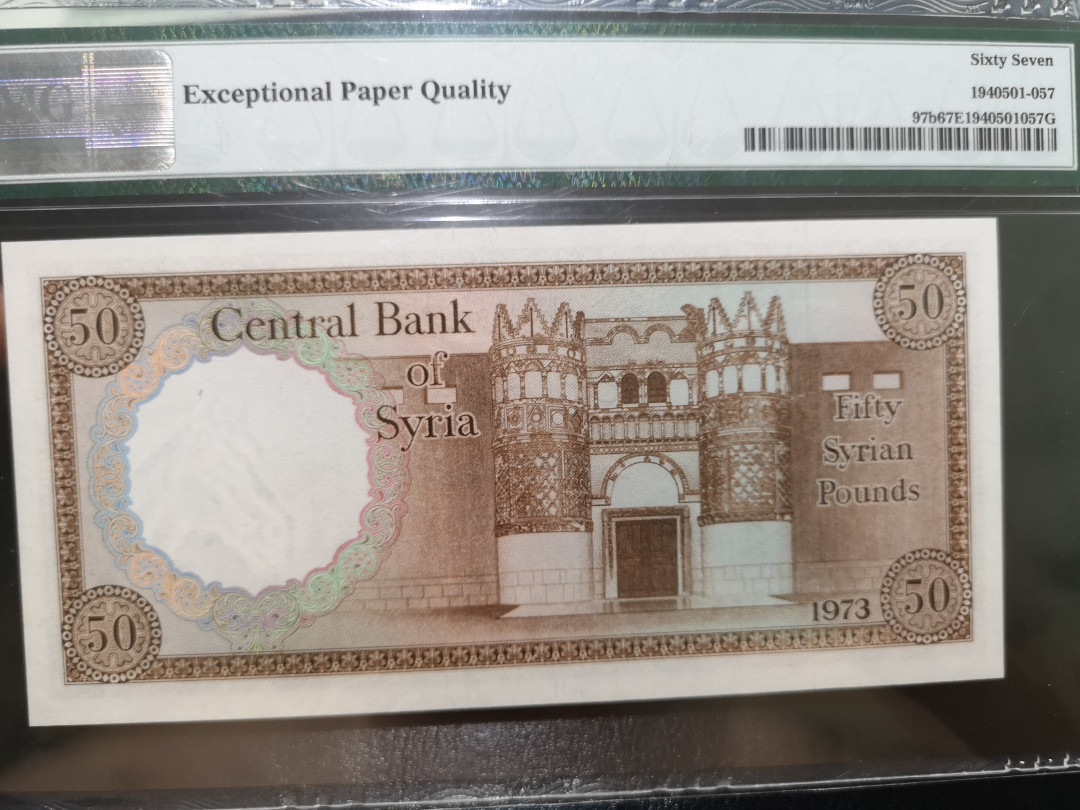 Sixty Seven
Exceptional Paper Quality
1940501-057
97b67E1940501057G
50
50
Central Bank
of
Syria
Fifty
Syrian
Pounds
1973
50
50